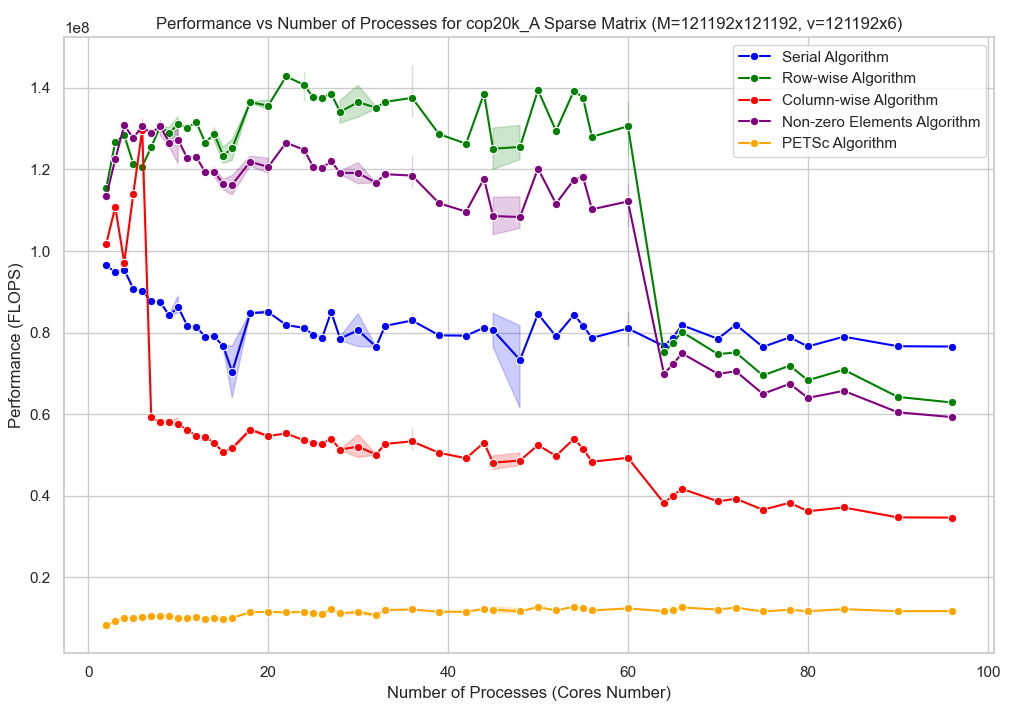 Performance vs Number of Processes for cop20k_A Sparse Matrix (M=121192x121192, v=121192x6)
1e8
Serial Algorithm
Row-wise Algorithm
Column-wise Algorithm
Non-zero Elements Algorithm
PETSc Algorithm
1.4
1.2
1.0
0.8
0.6
0.4
0.2
Performance (FLOPS)
0 20 40 60 80 100
Number of Processes (Cores Number)